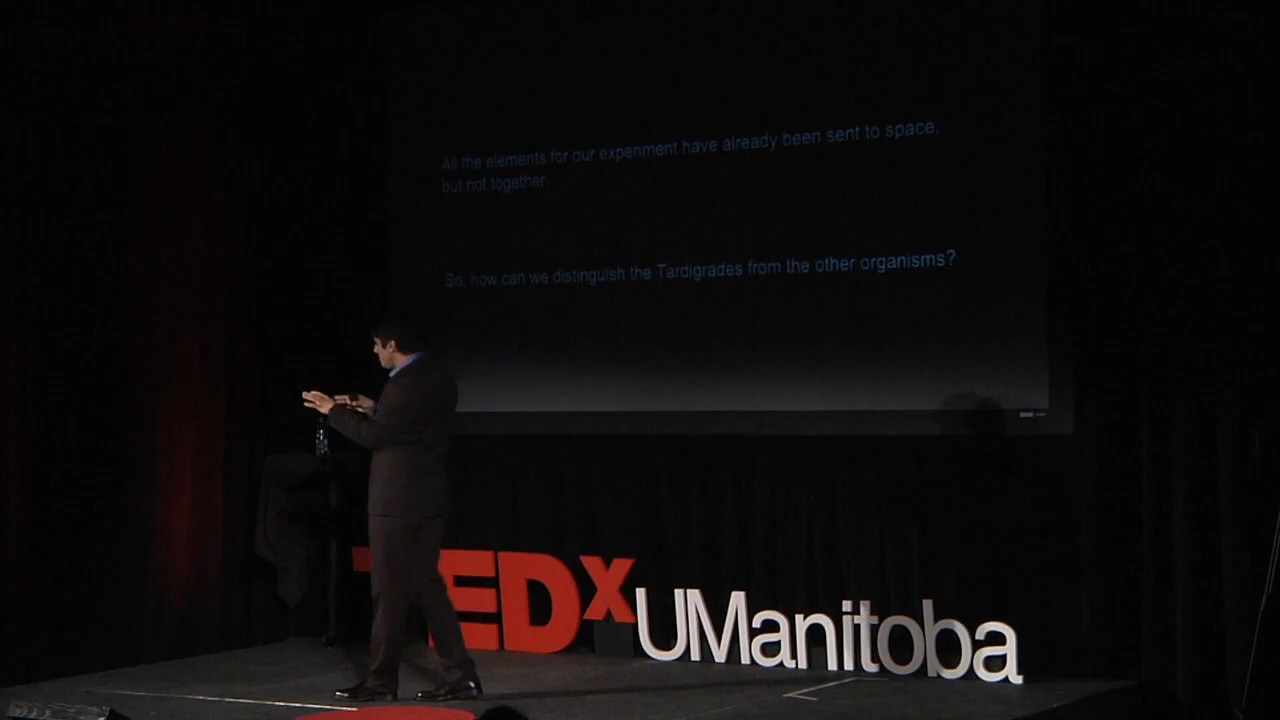 All the elements for our experiment have already been sent to space,
but not together.
So, how can we distinguish the Tardigrades from the other organisms?
TEDx
UManitoba